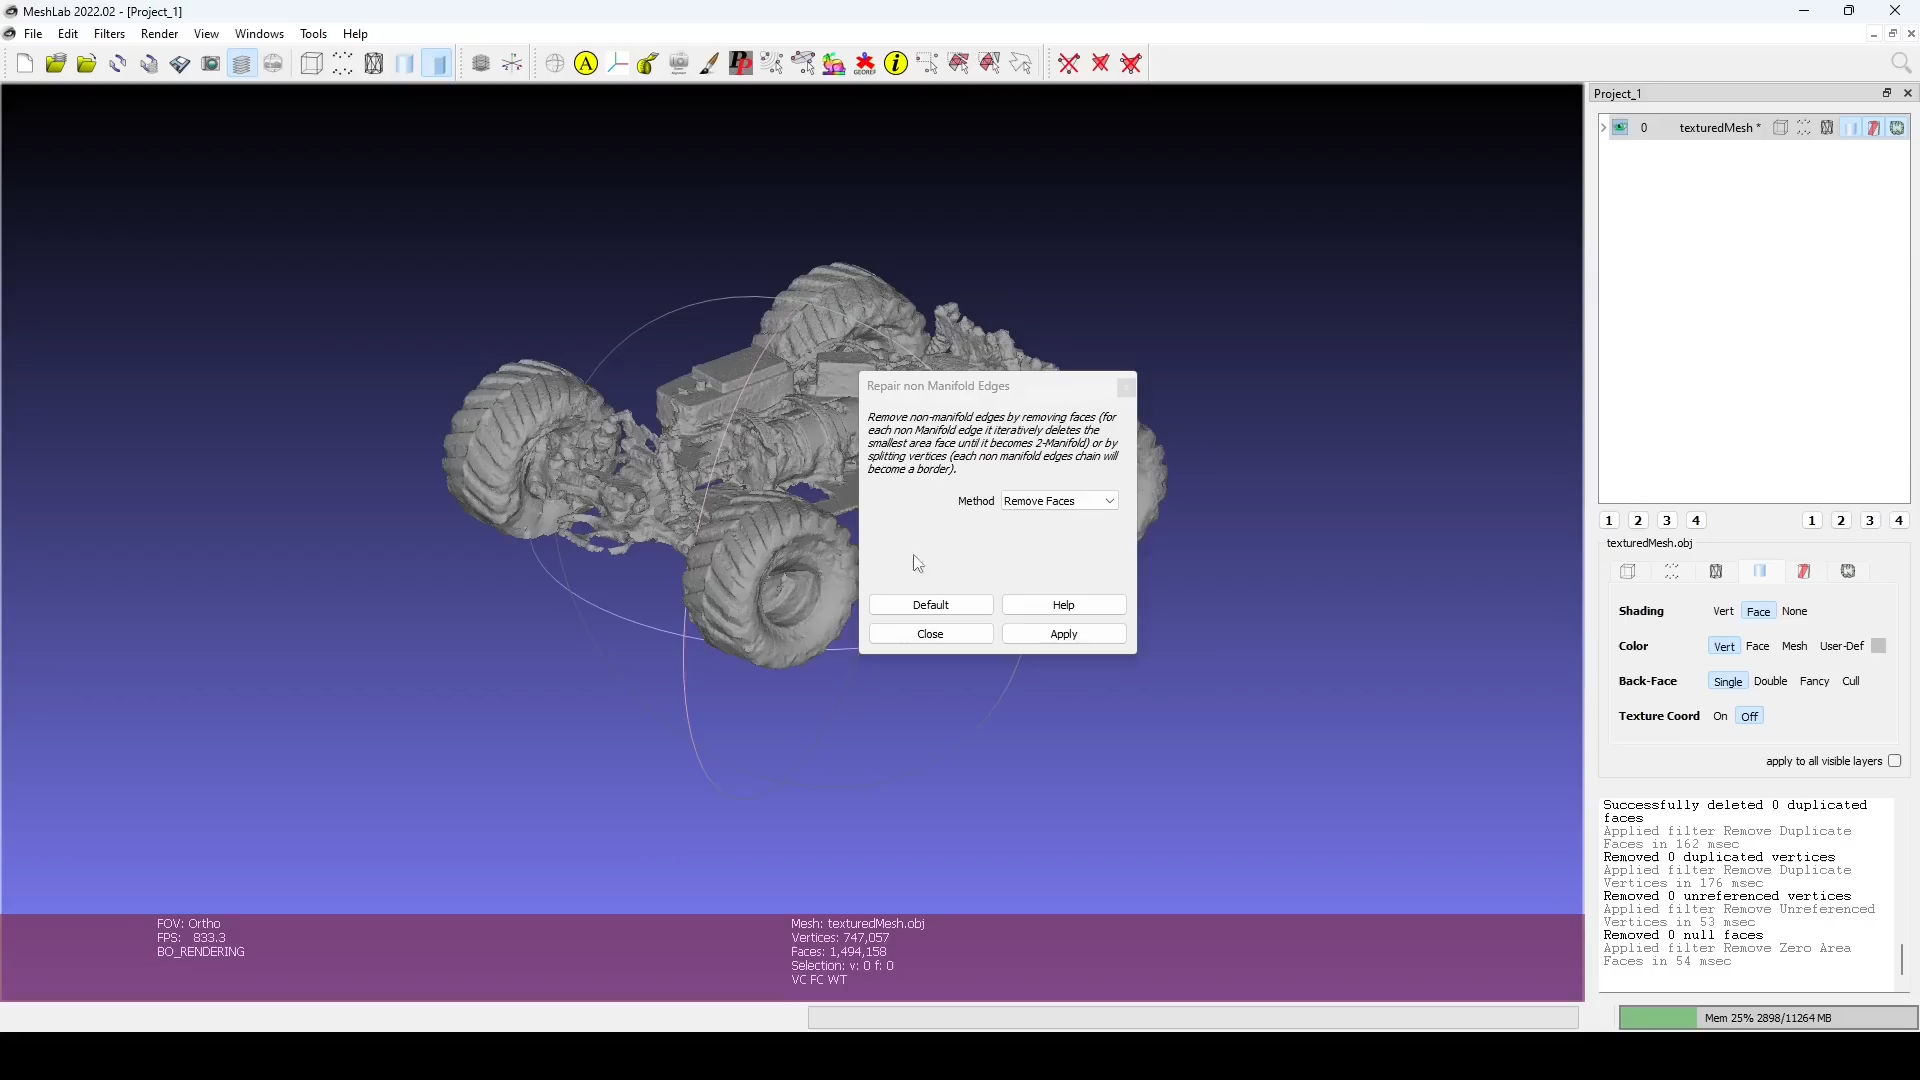 MeshLab 2022.02 - [Project_1]
File Edit Filters Render View Windows Tools Help
A
PP
GEOREF
i
Project_1
0 texturedMesh *
1 2 3 4 1 2 3 4
texturedMesh.obj
Shading Vert Face None
Color Vert Face Mesh User-Def
Back-Face Single Double Fancy Cull
Texture Coord On Off
apply to all visible layers
Repair non Manifold Edges
Remove non-manifold edges by removing faces (for
each non Manifold edge it iteratively deletes the
smallest area face until it becomes 2-Manifold) or by
splitting vertices (each non manifold edges chain will
become a border).
Method Remove Faces
Default Help
Close Apply
Successfully deleted 0 duplicated
faces
Applied filter Remove Duplicate
Faces in 162 msec
Removed 0 duplicated vertices
Applied filter Remove Duplicate
Vertices in 176 msec
Removed 0 unreferenced vertices
Applied filter Remove Unreferenced
Vertices in 53 msec
Removed 0 null faces
Applied filter Remove Zero Area
Faces in 54 msec
FOV: Ortho
FPS: 833.3
BO_RENDERING
Mesh: texturedMesh.obj
Vertices: 747,057
Faces: 1,494,158
Selection: v: 0 f: 0
VC FC WT
Mem 25% 2898/11264 MB